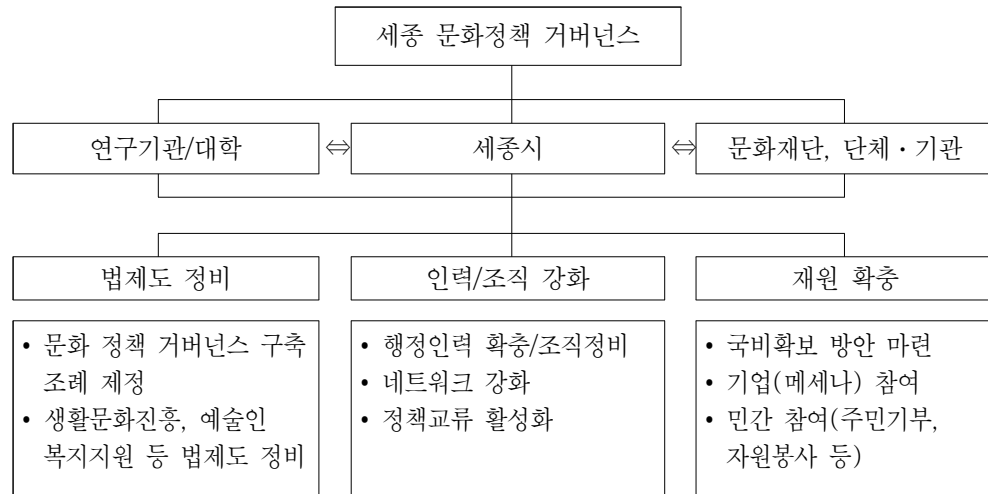 세종 문화정책 거버넌스
연구기관/대학 ⇔ 세종시 ⇔ 문화재단, 단체・기관
법제도 정비
인력/조직 강화
재원 확충
• 문화 정책 거버넌스 구축
조례 제정
• 생활문화진흥, 예술인
복지지원 등 법제도 정비
• 행정인력 확충/조직정비
• 네트워크 강화
• 정책교류 활성화
• 국비확보 방안 마련
• 기업(메세나) 참여
• 민간 참여(주민기부,
자원봉사 등)